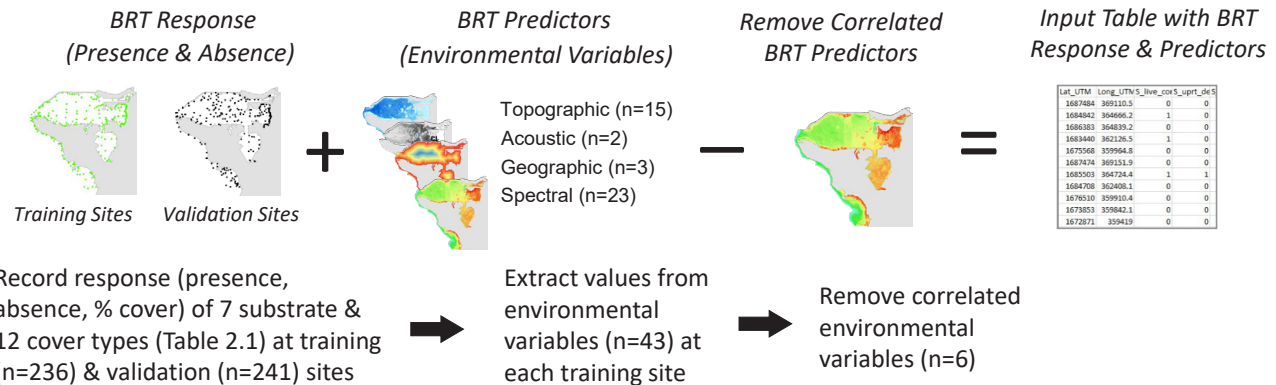 BRT Response
(Presence & Absence)
BRT Predictors
(Environmental Variables)
Remove Correlated
BRT Predictors
Input Table with BRT
Response & Predictors
Training Sites
Validation Sites
+
Topographic (n=15)
Acoustic (n=2)
Geographic (n=3)
Spectral (n=23)
–
=
Lat_UTM Long_UTM S_live_cor S_uprt_de S
1687484 369110.5 0 0
1684842 364666.2 1 0
1686383 364839.2 0 0
1683440 362126.5 1 0
1675568 359964.8 0 0
1687474 369151.9 0 0
1685503 364724.4 1 1
1684708 362408.1 0 0
1676510 359910.4 0 0
1673853 359842.1 0 0
1672871 359419 0 0
Record response (presence,
absence, % cover) of 7 substrate &
12 cover types (Table 2.1) at training
(n=236) & validation (n=241) sites
Extract values from
environmental
variables (n=43) at
each training site
Remove correlated
environmental
variables (n=6)